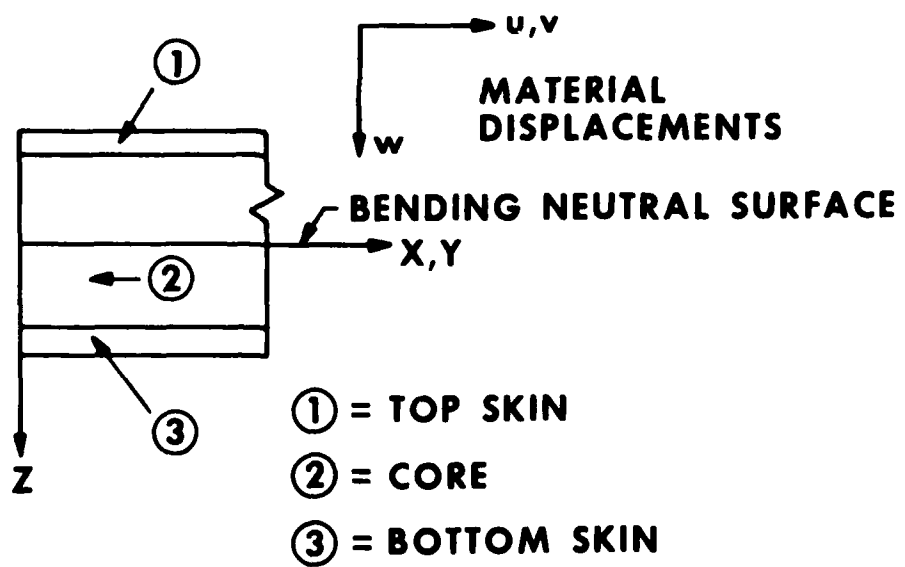 u,v
①
MATERIAL
DISPLACEMENTS
w
BENDING NEUTRAL SURFACE
X,Y
②
③
Z
① = TOP SKIN
② = CORE
③ = BOTTOM SKIN